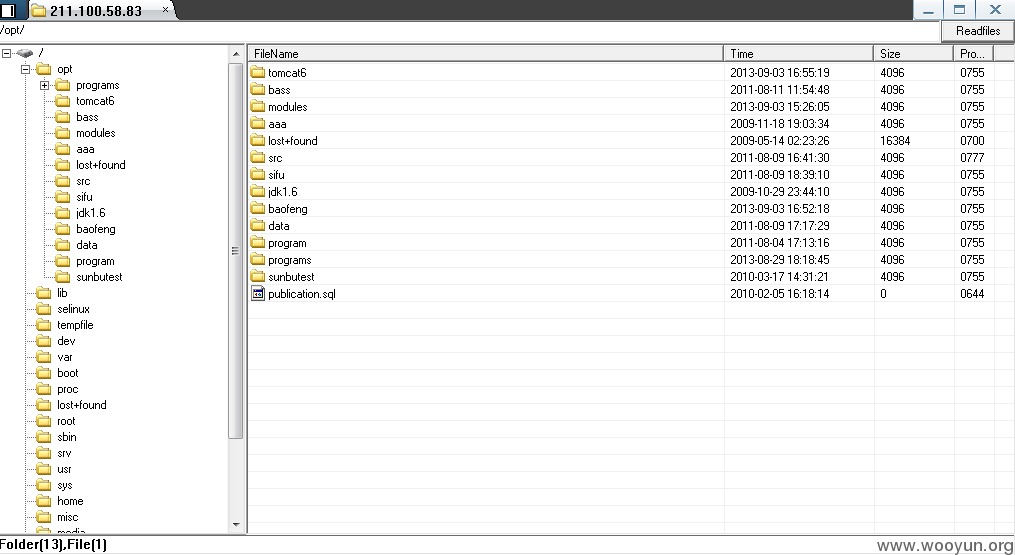 211.100.58.83 ×
/opt/ Readfiles
FileName Time Size Pro...
tomcat6 2013-09-03 16:55:19 4096 0755
bass 2011-08-11 11:54:48 4096 0755
modules 2013-09-03 15:26:05 4096 0755
aaa 2009-11-18 19:03:34 4096 0755
lost+found 2009-05-14 02:23:26 16384 0700
src 2011-08-09 16:41:30 4096 0777
sifu 2011-08-09 18:39:10 4096 0755
jdk1.6 2009-10-29 23:44:10 4096 0755
baofeng 2013-09-03 16:52:18 4096 0755
data 2011-08-09 17:17:29 4096 0755
program 2011-08-04 17:13:16 4096 0755
programs 2013-08-29 18:18:45 4096 0755
sunbutest 2010-03-17 14:31:21 4096 0755
publication.sql 2010-02-05 16:18:14 0 0644
/
opt
programs
tomcat6
bass
modules
aaa
lost+found
src
sifu
jdk1.6
baofeng
data
program
sunbutest
lib
selinux
tempfile
dev
var
boot
proc
lost+found
root
sbin
srv
usr
sys
home
misc
media
Folder(13),File(1)
www.wooyun.org